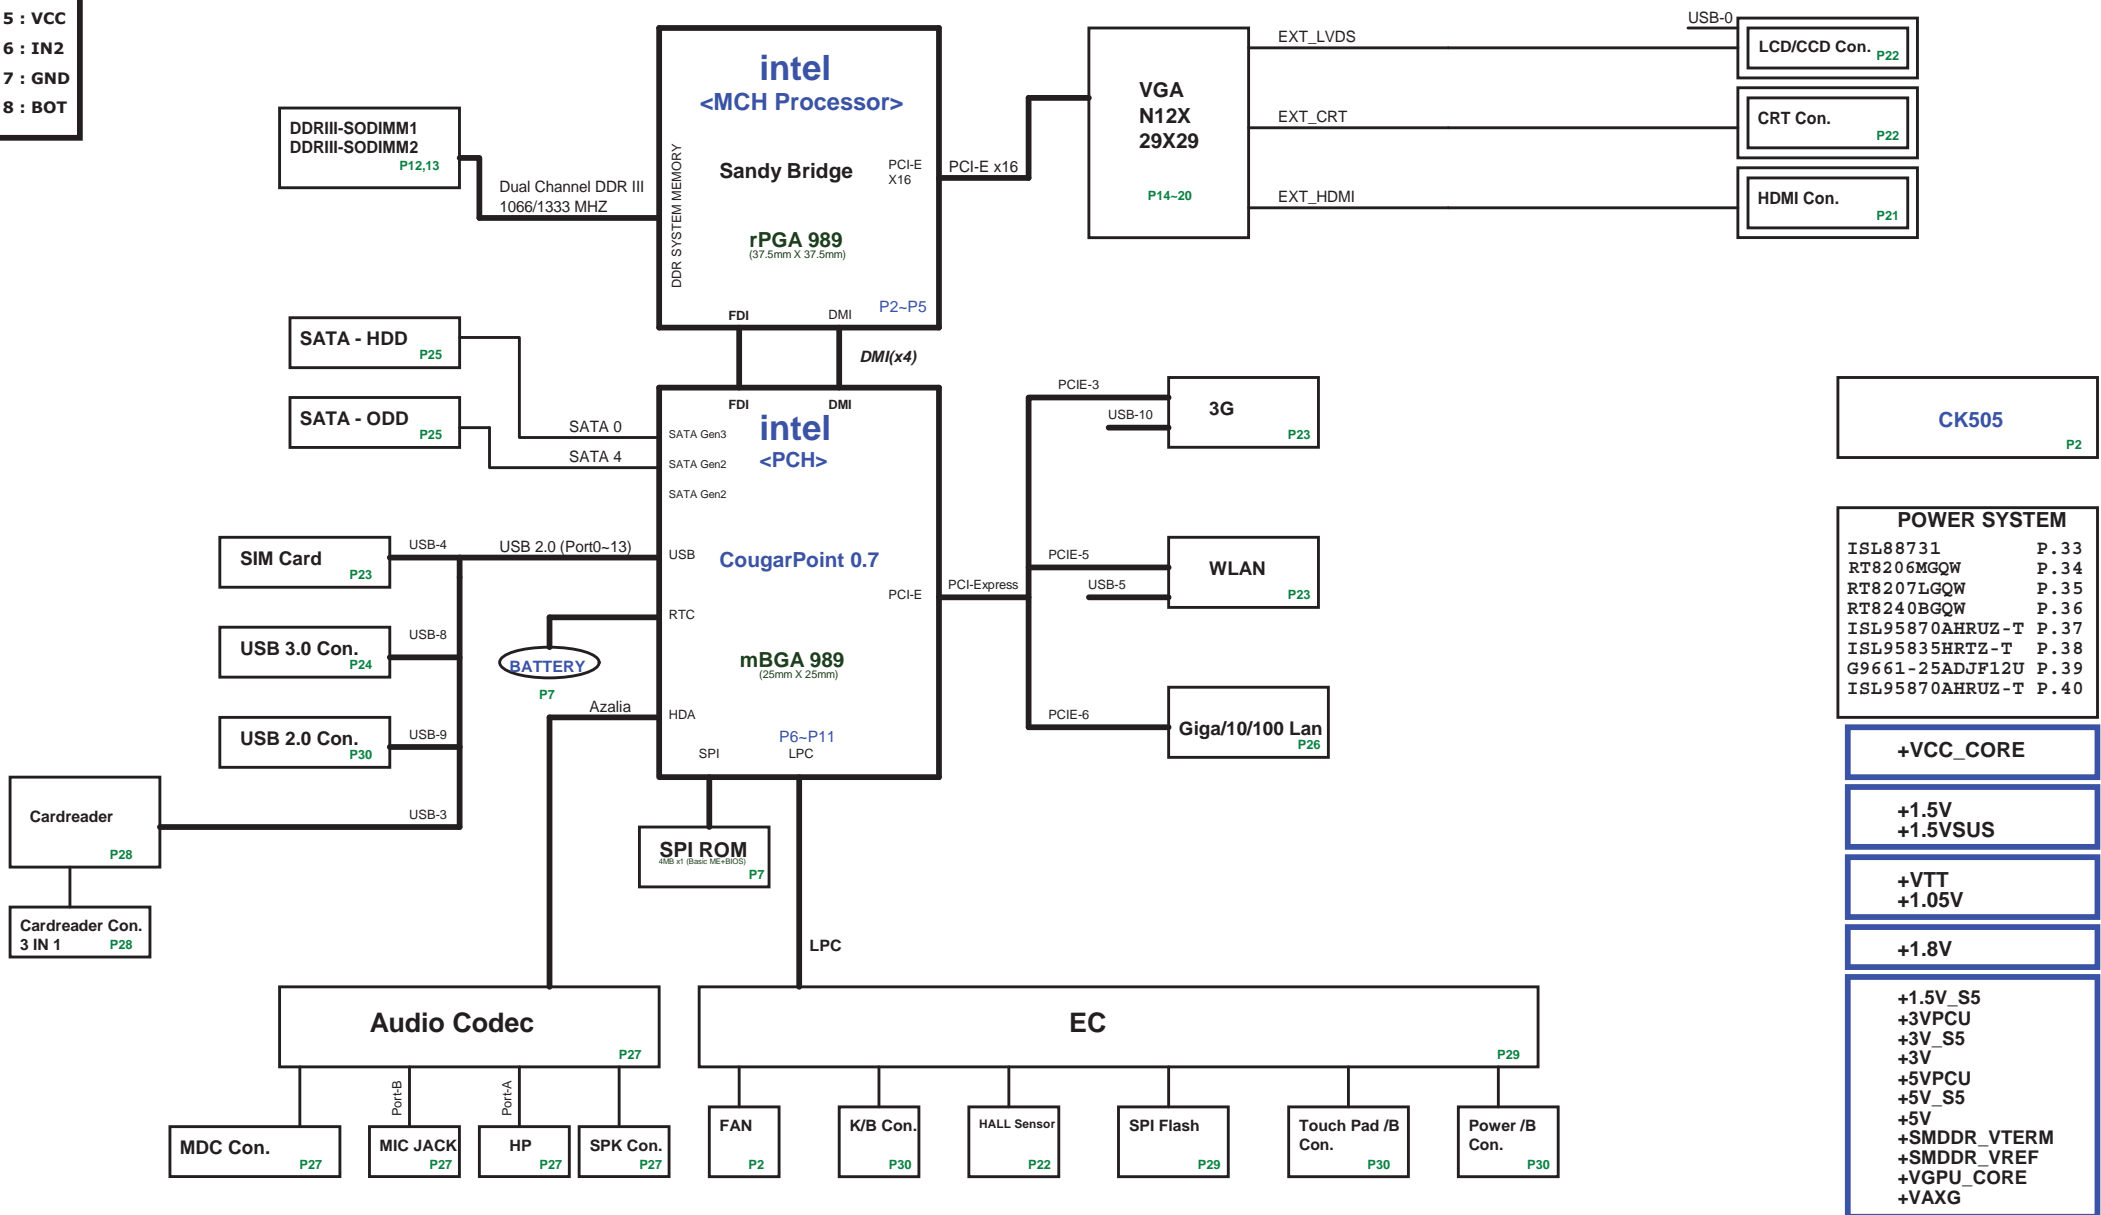 5 : VCC
6 : IN2
7 : GND
8 : BOT
DDRIII-SODIMM1
DDRIII-SODIMM2
P12,13
Dual Channel DDR III
1066/1333 MHZ
DDR SYSTEM MEMORY
intel
<MCH Processor>
Sandy Bridge
PCI-E
X16
rPGA 989
(37.5mm X 37.5mm)
P2~P5
FDI
DMI
PCI-E x16
VGA
N12X
29X29
P14~20
EXT_LVDS
EXT_CRT
EXT_HDMI
USB-0
LCD/CCD Con.
P22
CRT Con.
P22
HDMI Con.
P21
DMI(x4)
SATA - HDD
P25
SATA - ODD
P25
SATA 0
SATA 4
FDI
DMI
SATA Gen3
SATA Gen2
SATA Gen2
intel
<PCH>
USB
CougarPoint 0.7
PCI-E
RTC
mBGA 989
(25mm X 25mm)
HDA
P6~P11
SPI
LPC
SIM Card
P23
USB-4
USB 2.0 (Port0~13)
USB 3.0 Con.
P24
USB-8
BATTERY
P7
Azalia
USB 2.0 Con.
P30
USB-9
Cardreader
P28
USB-3
Cardreader Con.
3 IN 1
P28
PCI-Express
PCIE-3
USB-10
3G
P23
PCIE-5
USB-5
WLAN
P23
PCIE-6
Giga/10/100 Lan
P26
CK505
P2
POWER SYSTEM
ISL88731 P.33
RT8206MGQW P.34
RT8207LGQW P.35
RT8240BGQW P.36
ISL95870AHRUZ-T P.37
ISL95835HRTZ-T P.38
G9661-25ADJF12U P.39
ISL95870AHRUZ-T P.40
+VCC_CORE
+1.5V
+1.5VSUS
+VTT
+1.05V
+1.8V
+1.5V_S5
+3VPCU
+3V_S5
+3V
+5VPCU
+5V_S5
+5V
+SMDDR_VTERM
+SMDDR_VREF
+VGPU_CORE
+VAXG
SPI ROM
4MB x1 (Basic ME+BIOS)
P7
LPC
Audio Codec
P27
EC
P29
Port-B
Port-A
MDC Con.
P27
MIC JACK
P27
HP
P27
SPK Con.
P27
FAN
P2
K/B Con.
P30
HALL Sensor
P22
SPI Flash
P29
Touch Pad /B
Con.
P30
Power /B
Con.
P30